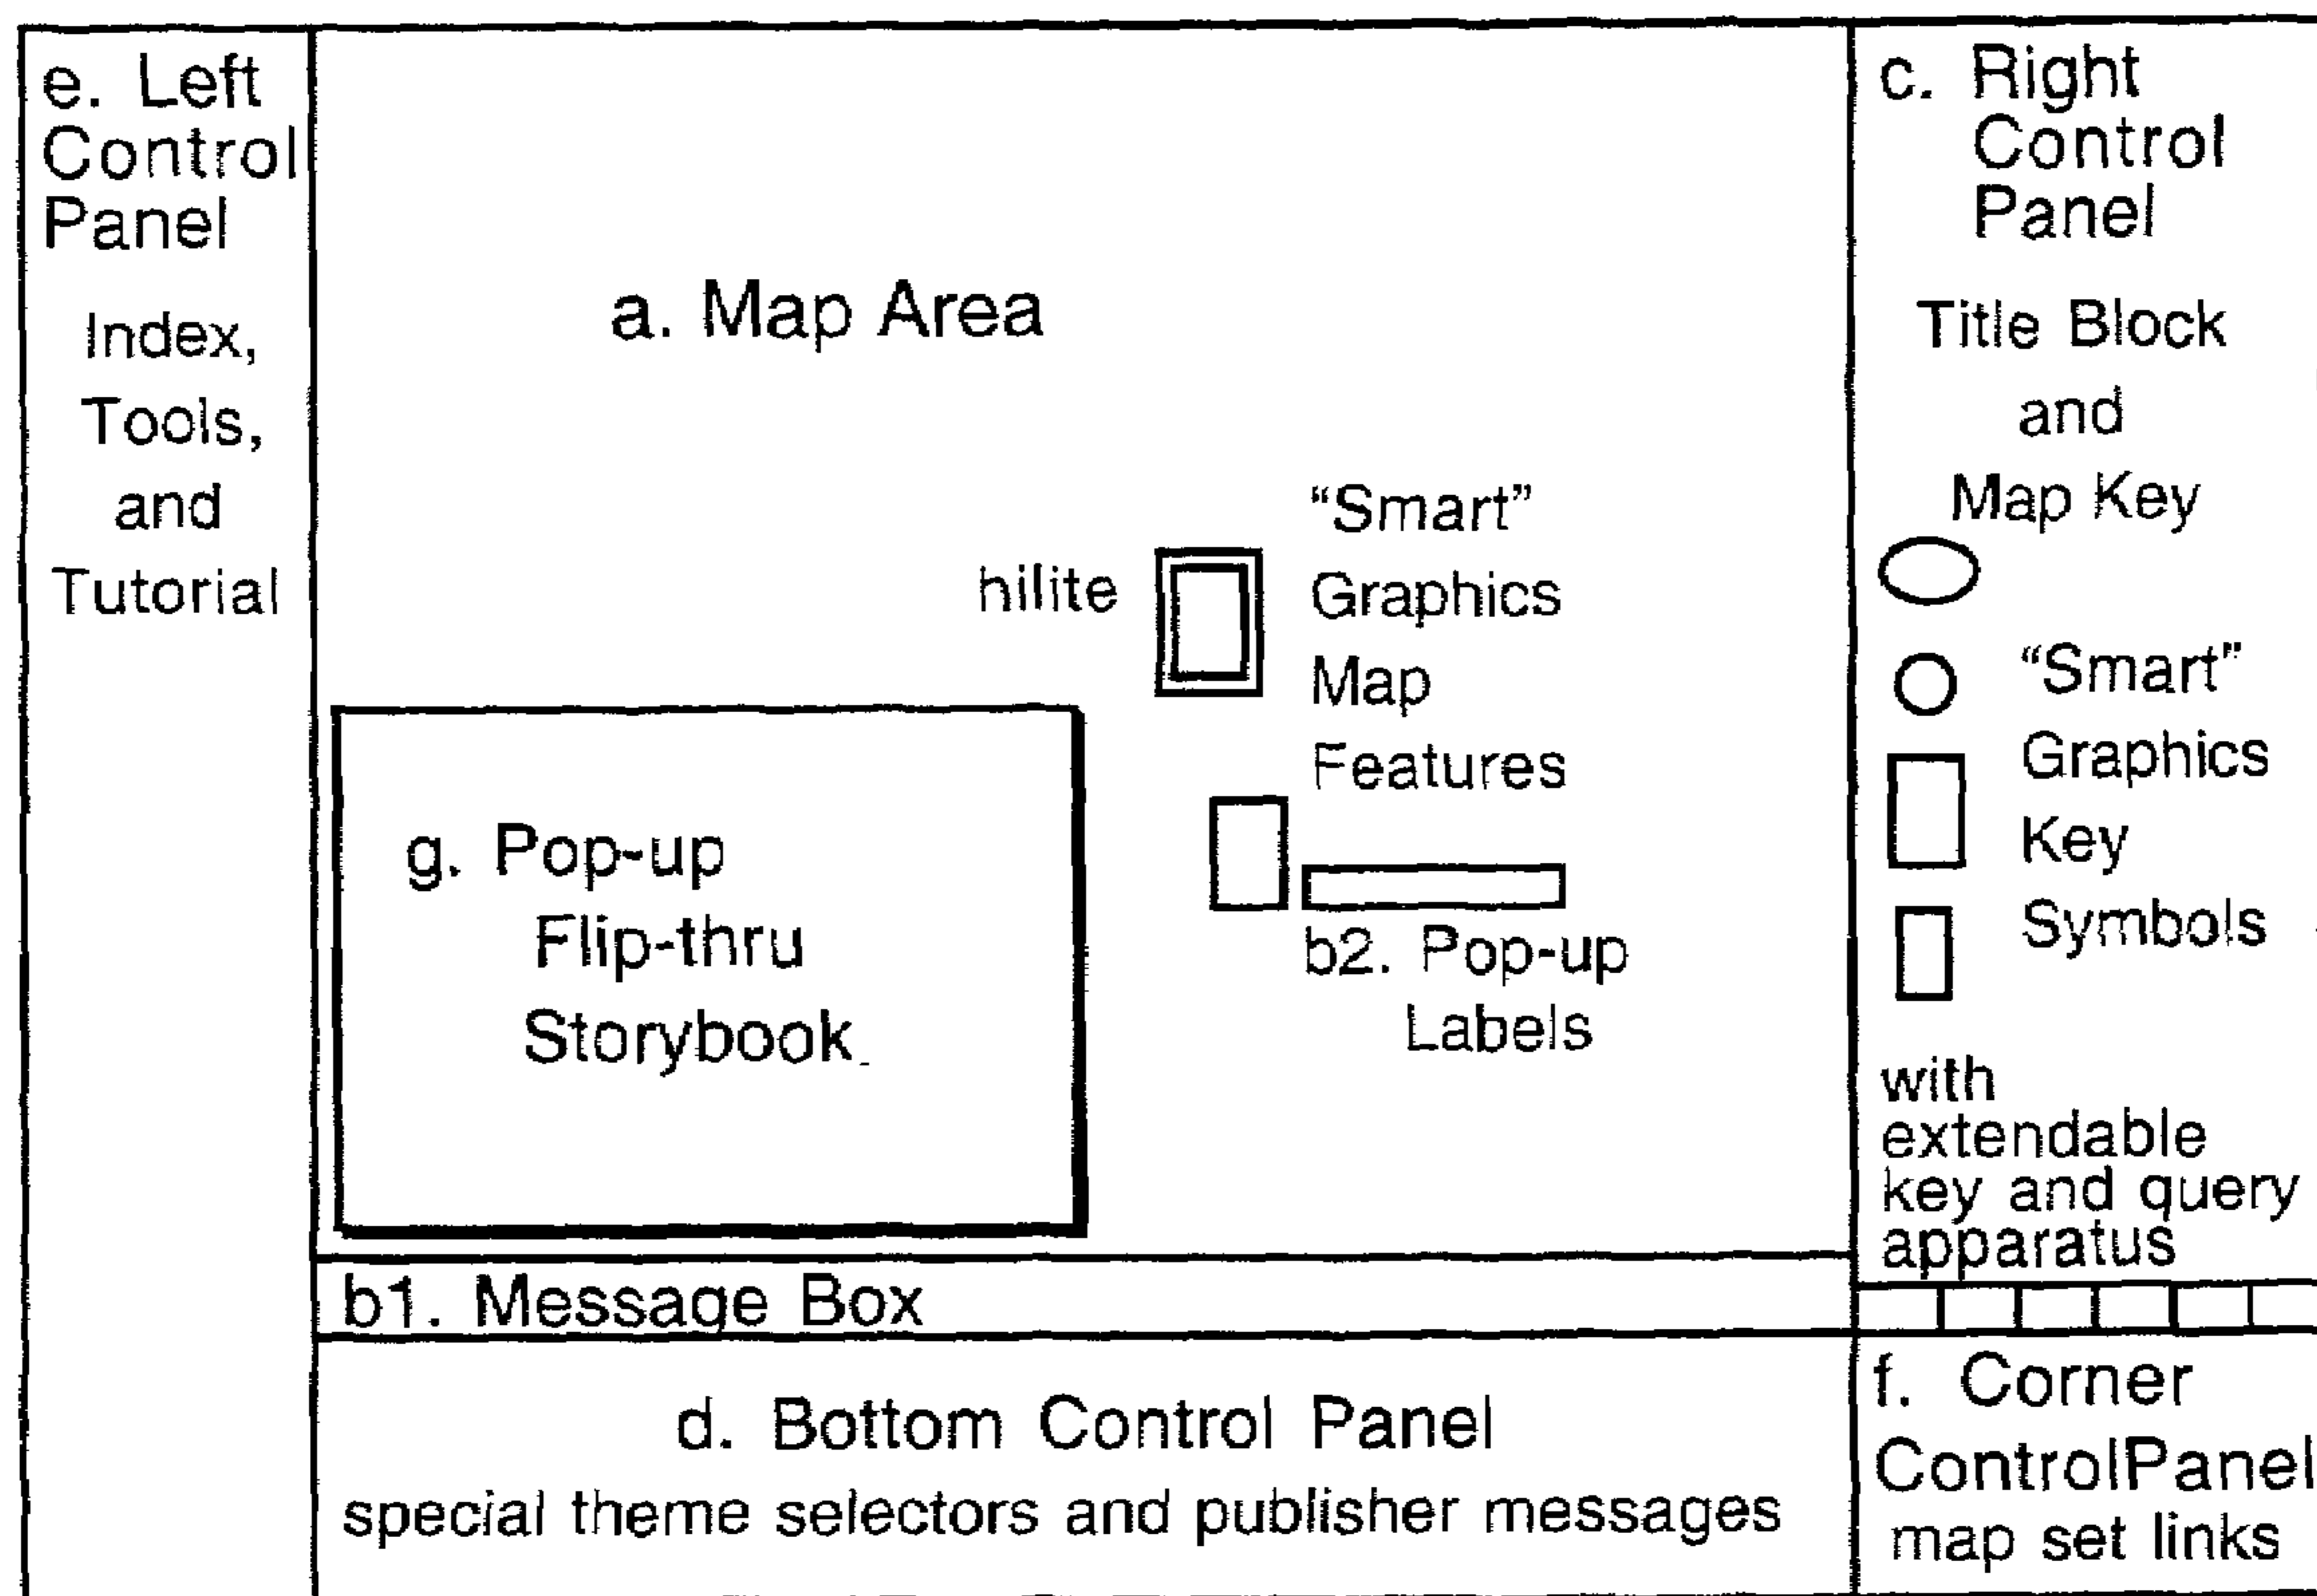 e. Left
Control
Panel
Index,
Tools,
and
Tutorial
a. Map Area
hilite
“Smart”
Graphics
Map
Features
g. Pop-up
Flip-thru
Storybook
b2. Pop-up
Labels
b1. Message Box
d. Bottom Control Panel
special theme selectors and publisher messages
c. Right
Control
Panel
Title Block
and
Map Key
“Smart”
Graphics
Key
Symbols
with
extendable
key and query
apparatus
f. Corner
ControlPanel
map set links